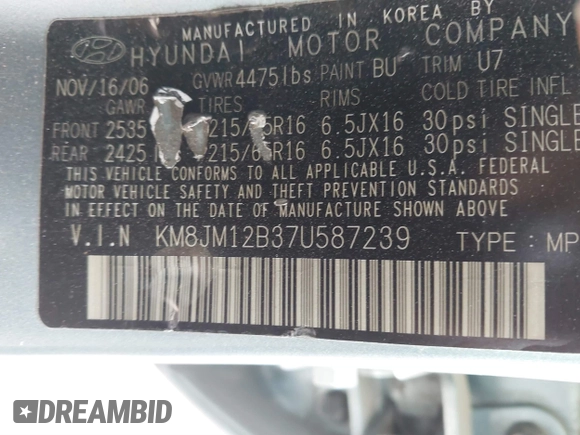 MANUFACTURED IN KOREA BY
HYUNDAI MOTOR COMPANY
NOV/16/06 GVWR 4475lbs PAINT BU TRIM U7
GAWR TIRES RIMS COLD TIRE INFL
FRONT 2535 215/65R16 6.5JX16 30psi SINGLE
REAR 2425 215/65R16 6.5JX16 30psi SINGLE
THIS VEHICLE CONFORMS TO ALL APPLICABLE U.S.A. FEDERAL
MOTOR VEHICLE SAFETY AND THEFT PREVENTION STANDARDS
IN EFFECT ON THE DATE OF MANUFACTURE SHOWN ABOVE
V.I.N KM8JM12B37U587239 TYPE: MP
DREAMBID